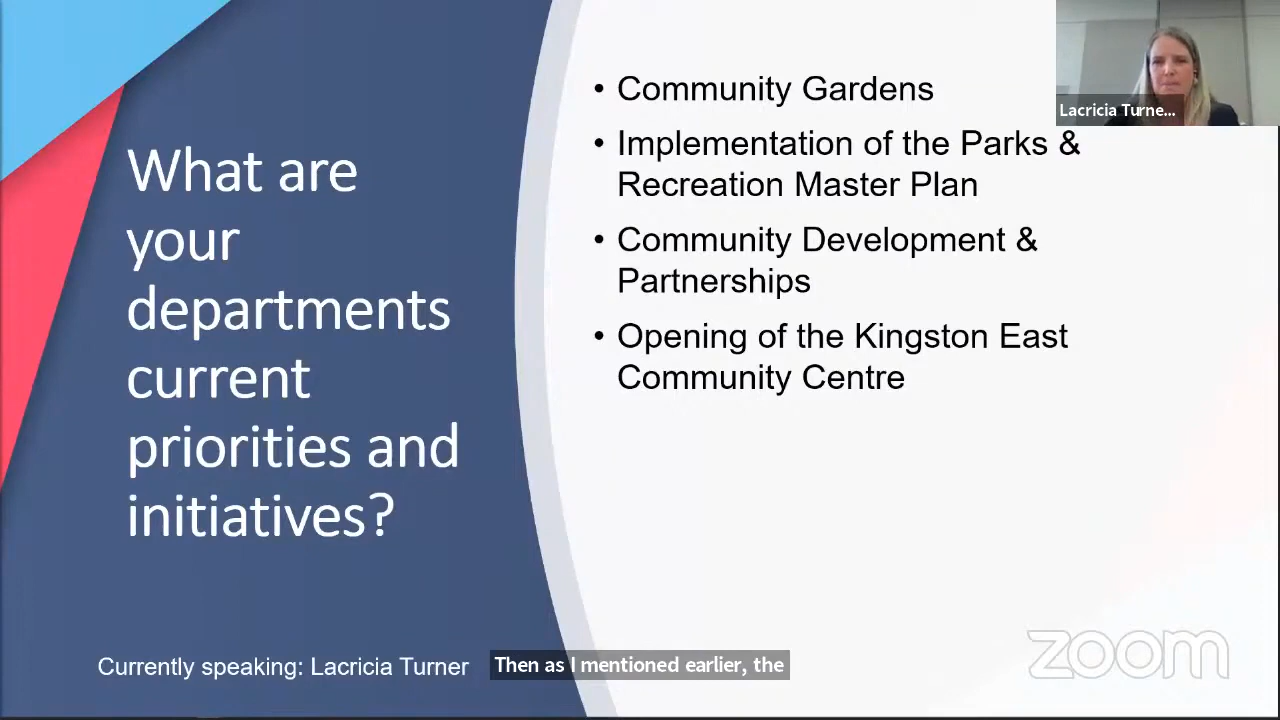 What are
your
departments
current
priorities and
initiatives?
• Community Gardens
• Implementation of the Parks &
Recreation Master Plan
• Community Development &
Partnerships
• Opening of the Kingston East
Community Centre
Lacricia Turne...
Currently speaking: Lacricia Turner
Then as I mentioned earlier, the
zoom